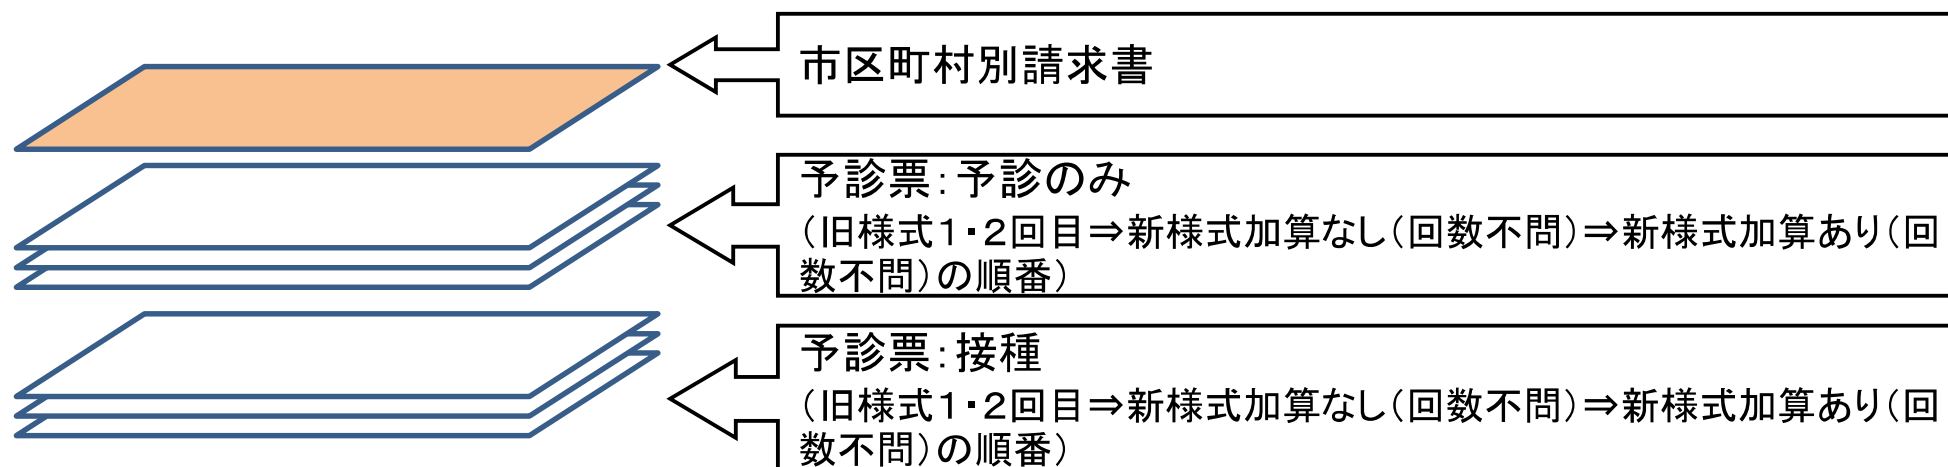 市区町村別請求書
予診票：予診のみ
（旧様式１・２回目⇒新様式加算なし（回数不問）⇒新様式加算あり（回
数不問）の順番）
予診票：接種
（旧様式１・２回目⇒新様式加算なし（回数不問）⇒新様式加算あり（回
数不問）の順番）